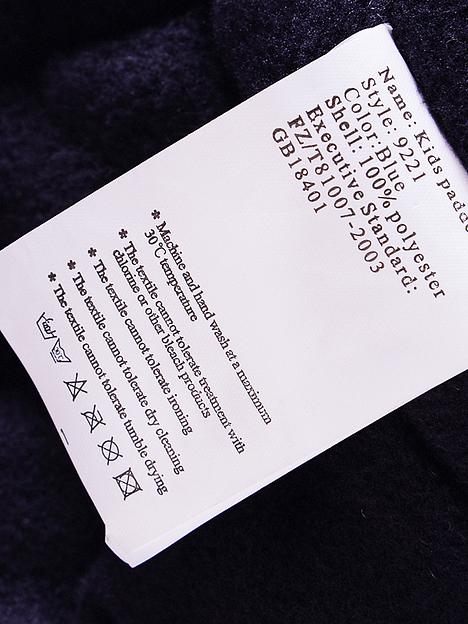 Name: Kids
Style: 9221
Color: Blue
Shell: 100% polyester
Executive Standard:
FZ/T81007-2003
GB18401
* Machine and hand wash at a maximum
30℃ temperature
* The textile cannot tolerate treatment with
chlorine or other bleach products
* The textile cannot tolerate ironing
* The textile cannot tolerate dry cleaning
* The textile cannot tolerate tumble drying